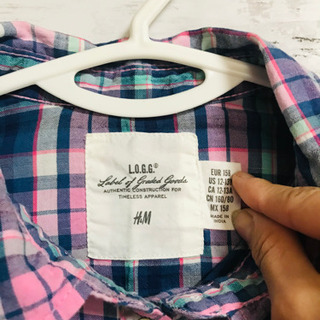 L.O.G.G.®
Label of Graded Goods
AUTHENTIC CONSTRUCTION FOR
TIMELESS APPAREL
H&M
EUR 158
US 12-13Y
CA 12-13A
CN 160/80
MX 158
MADE IN
INDIA